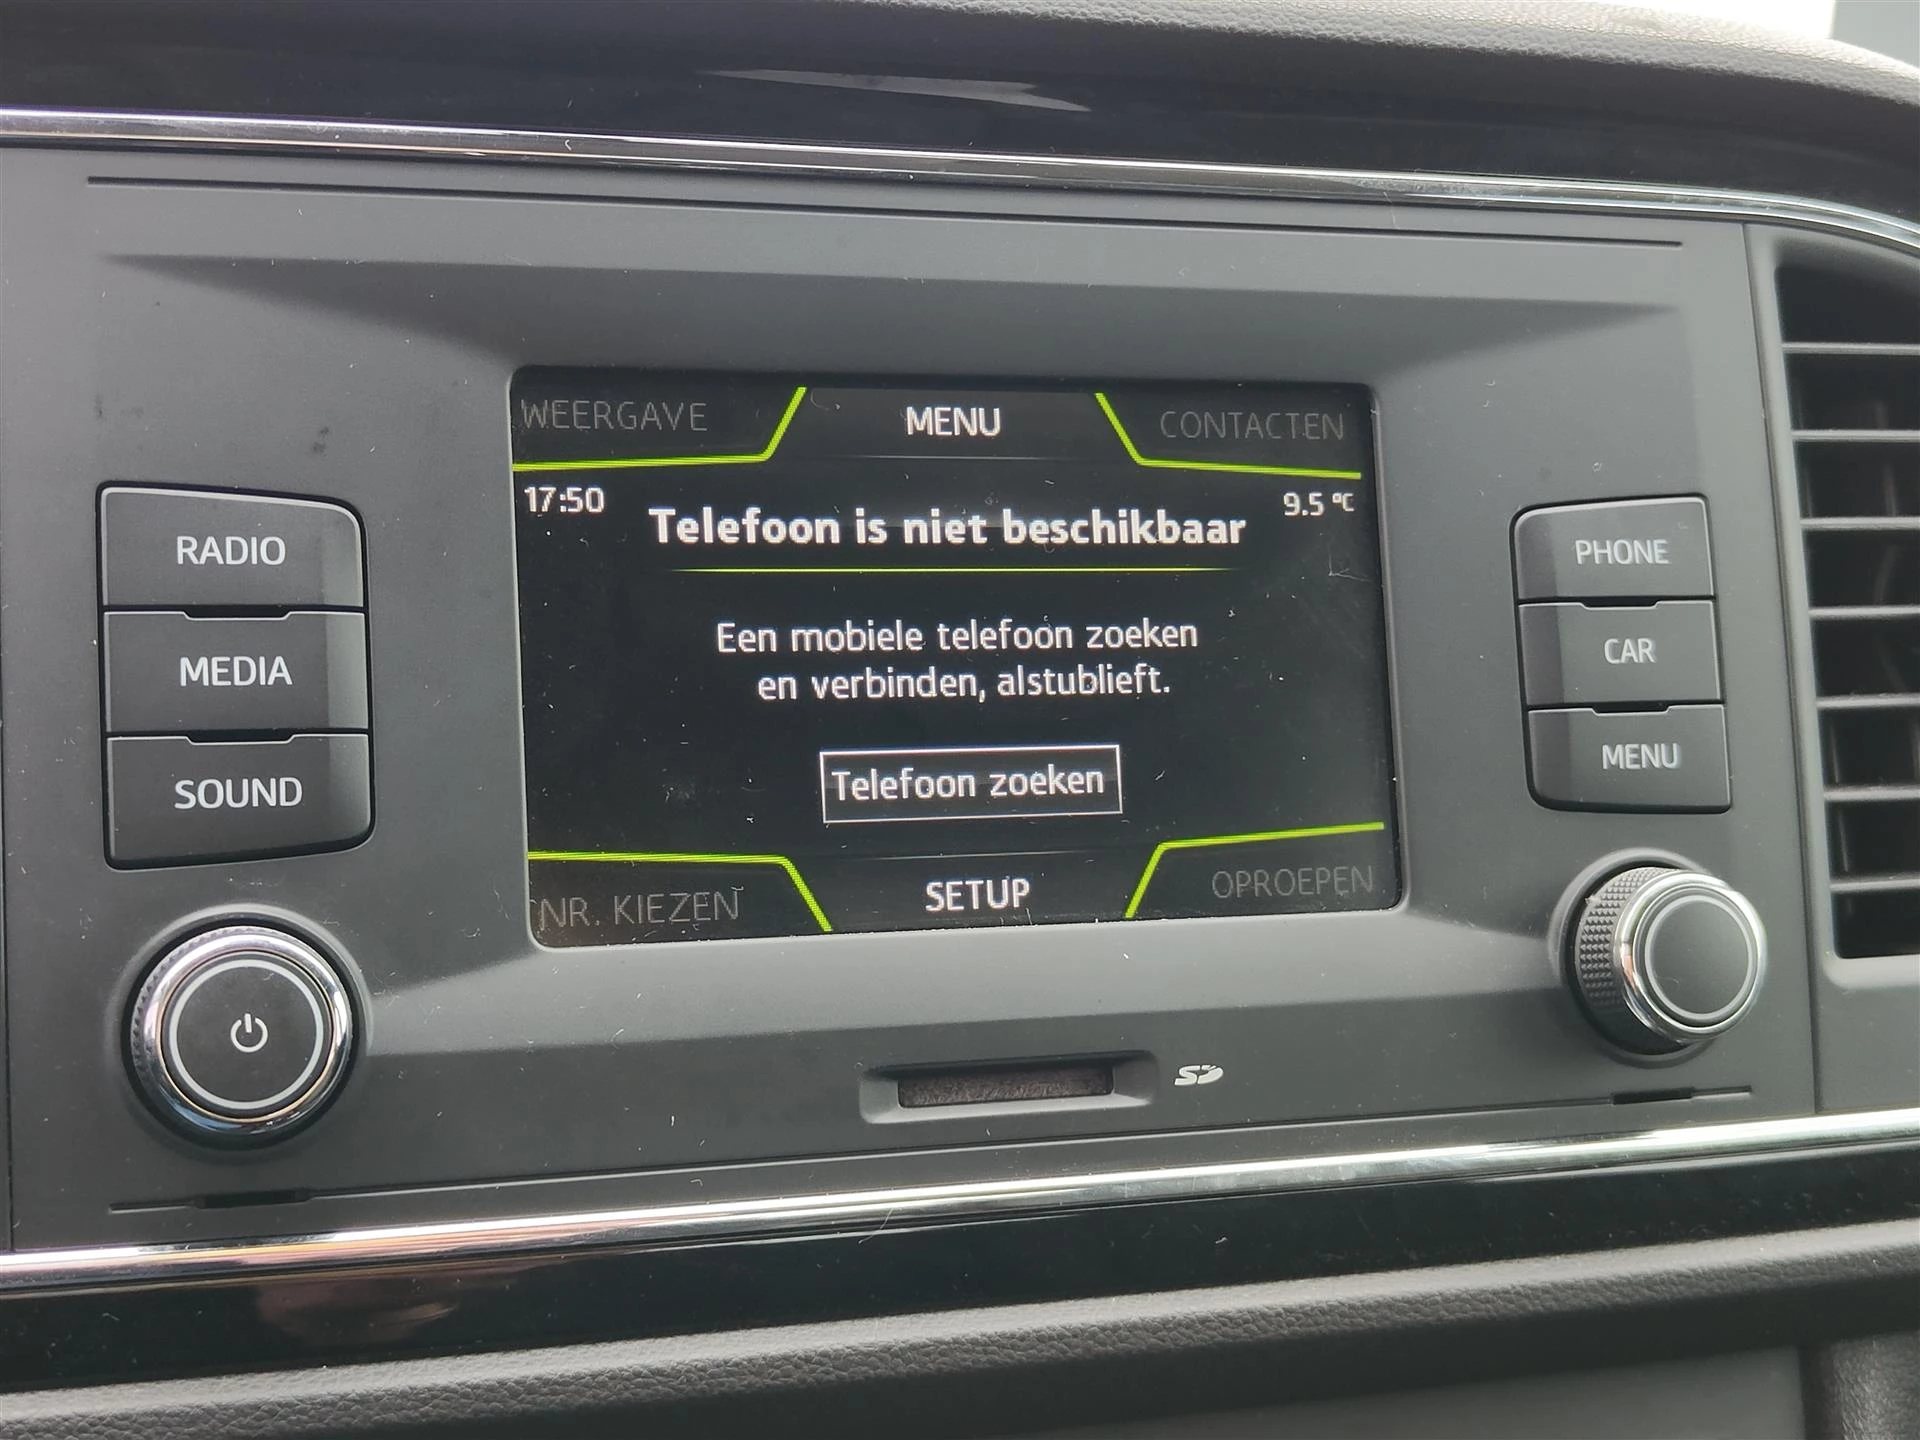 WEERGAVE
MENU
CONTACTEN
17:50
Telefoon is niet beschikbaar
9.5 °C
Een mobiele telefoon zoeken
en verbinden, alstublieft.
Telefoon zoeken
NR. KIEZEN
SETUP
OPROEPEN
RADIO
MEDIA
SOUND
PHONE
CAR
MENU
SD